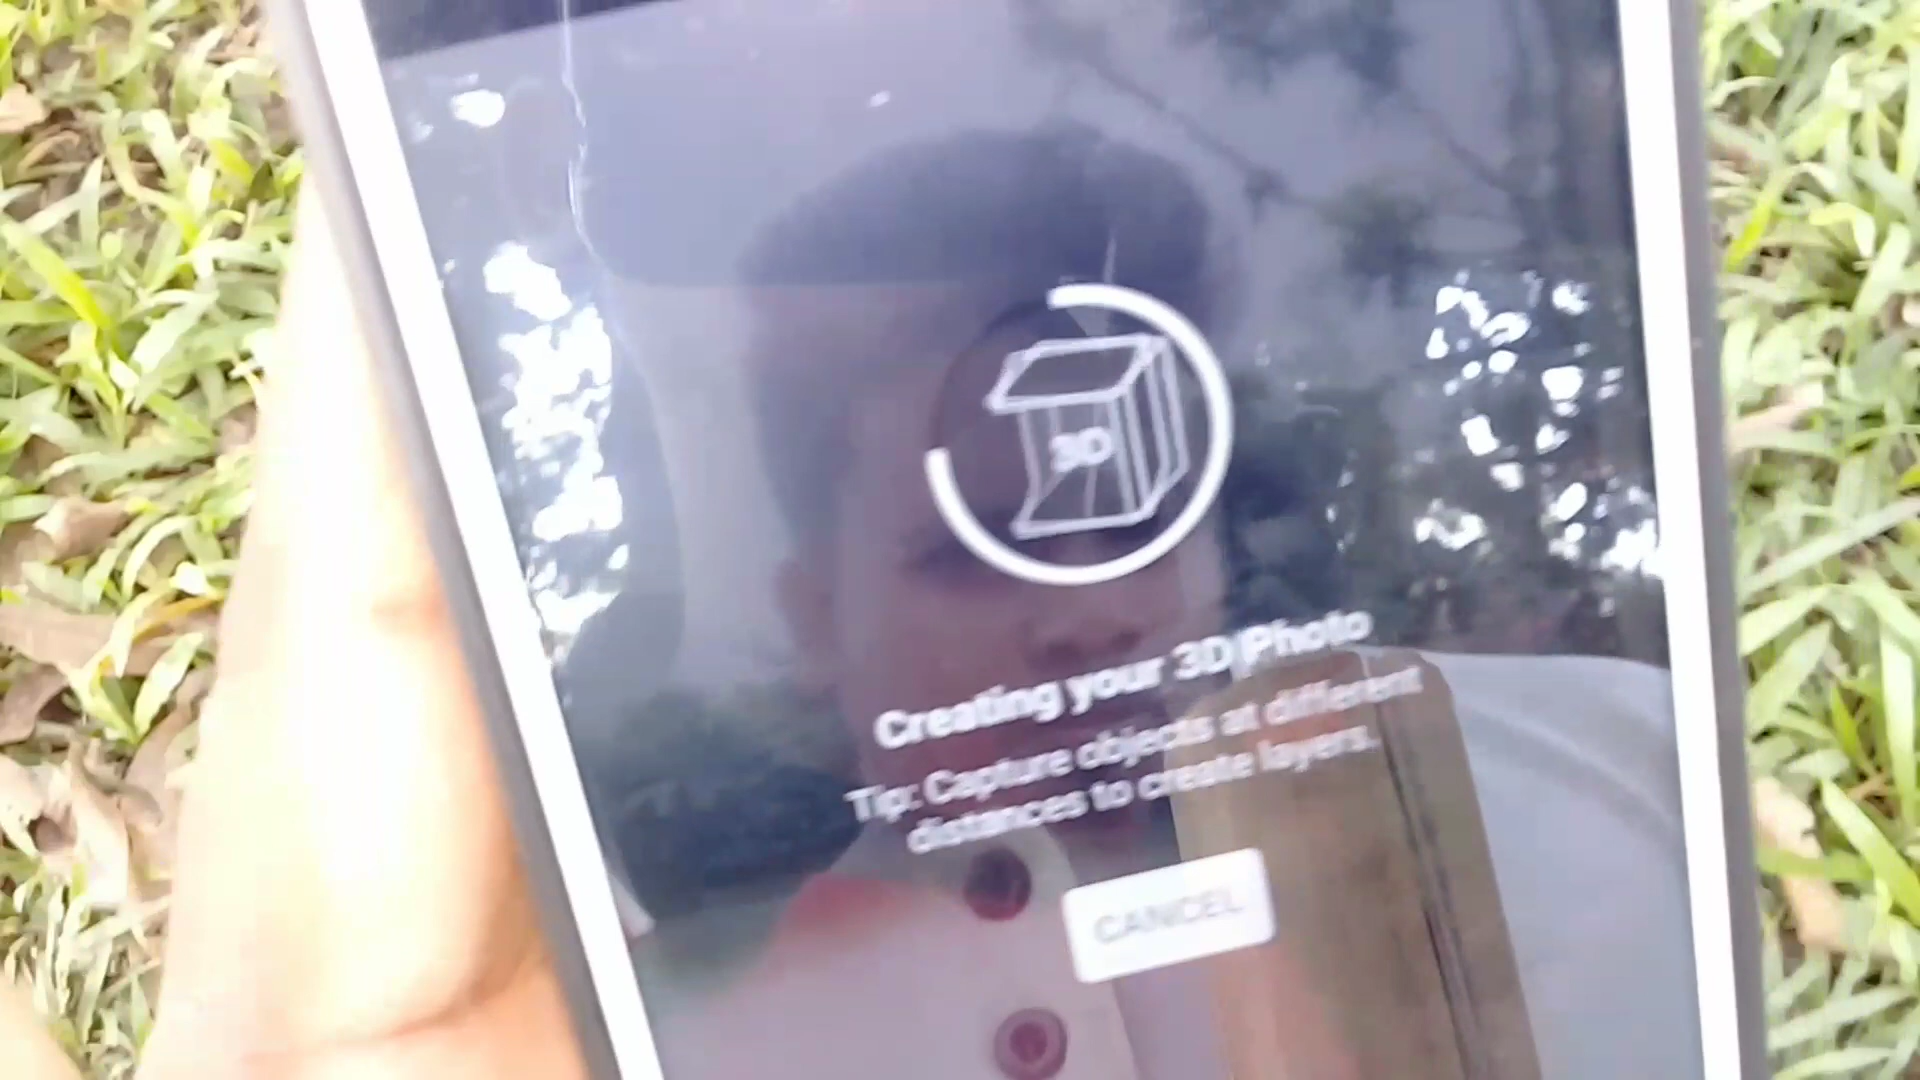 3D
Creating your 3D Photo
Tip: Capture objects at different
distances to create layers.
CANCEL